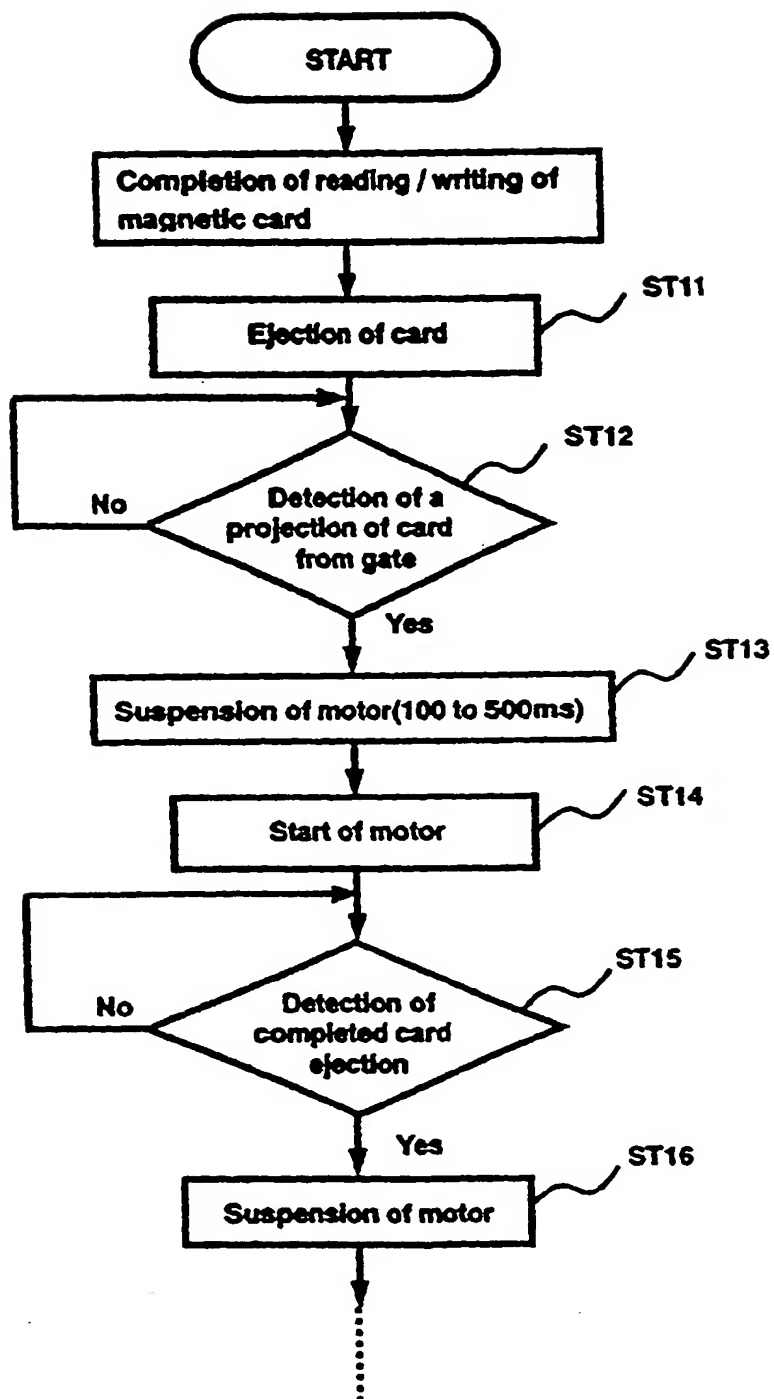 START
Completion of reading / writing of
magnetic card
ST11
Ejection of card
ST12
Detection of a
projection of card
from gate
No
Yes
ST13
Suspension of motor(100 to 500ms)
ST14
Start of motor
ST15
Detection of
completed card
ejection
No
Yes
ST16
Suspension of motor